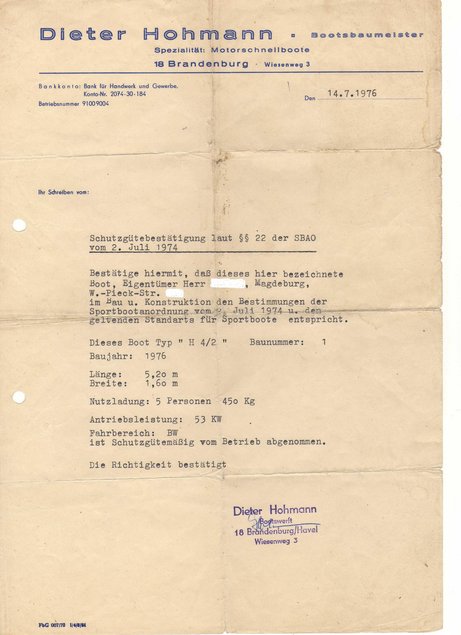 Dieter Hohmann • Bootsbaumeister
Spezialität: Motorschnellboote
18 Brandenburg · Wiesenweg 3
Bankkonto: Bank für Handwerk und Gewerbe.
Konto-Nr. 2074-30-184
Betriebsnummer 91009004
Den 14.7.1976
Ihr Schreiben vom:
Schutzgütebestätigung laut §§ 22 der SBAO
vom 2. Juli 1974
Bestätige hiermit, daß dieses hier bezeichnete
Boot, Eigentümer Herr , Magdeburg,
W.-Pieck-Str.
im Bau u. Konstruktion den Bestimmungen der
Sportbootanordnung vom 2. Juli 1974 u. den
geltenden Standarts für Sportboote entspricht.
Dieses Boot Typ " H 4/2 " Baunummer: 1
Baujahr: 1976
Länge: 5,20 m
Breite: 1,60 m
Nutzladung: 5 Personen 450 Kg
Antriebsleistung: 53 KW
Fahrbereich: BW
ist Schutzgütemäßig vom Betrieb abgenommen.
Die Richtigkeit bestätigt
Dieter Hohmann
Bootswerft
18 Brandenburg/Havel
Wiesenweg 3